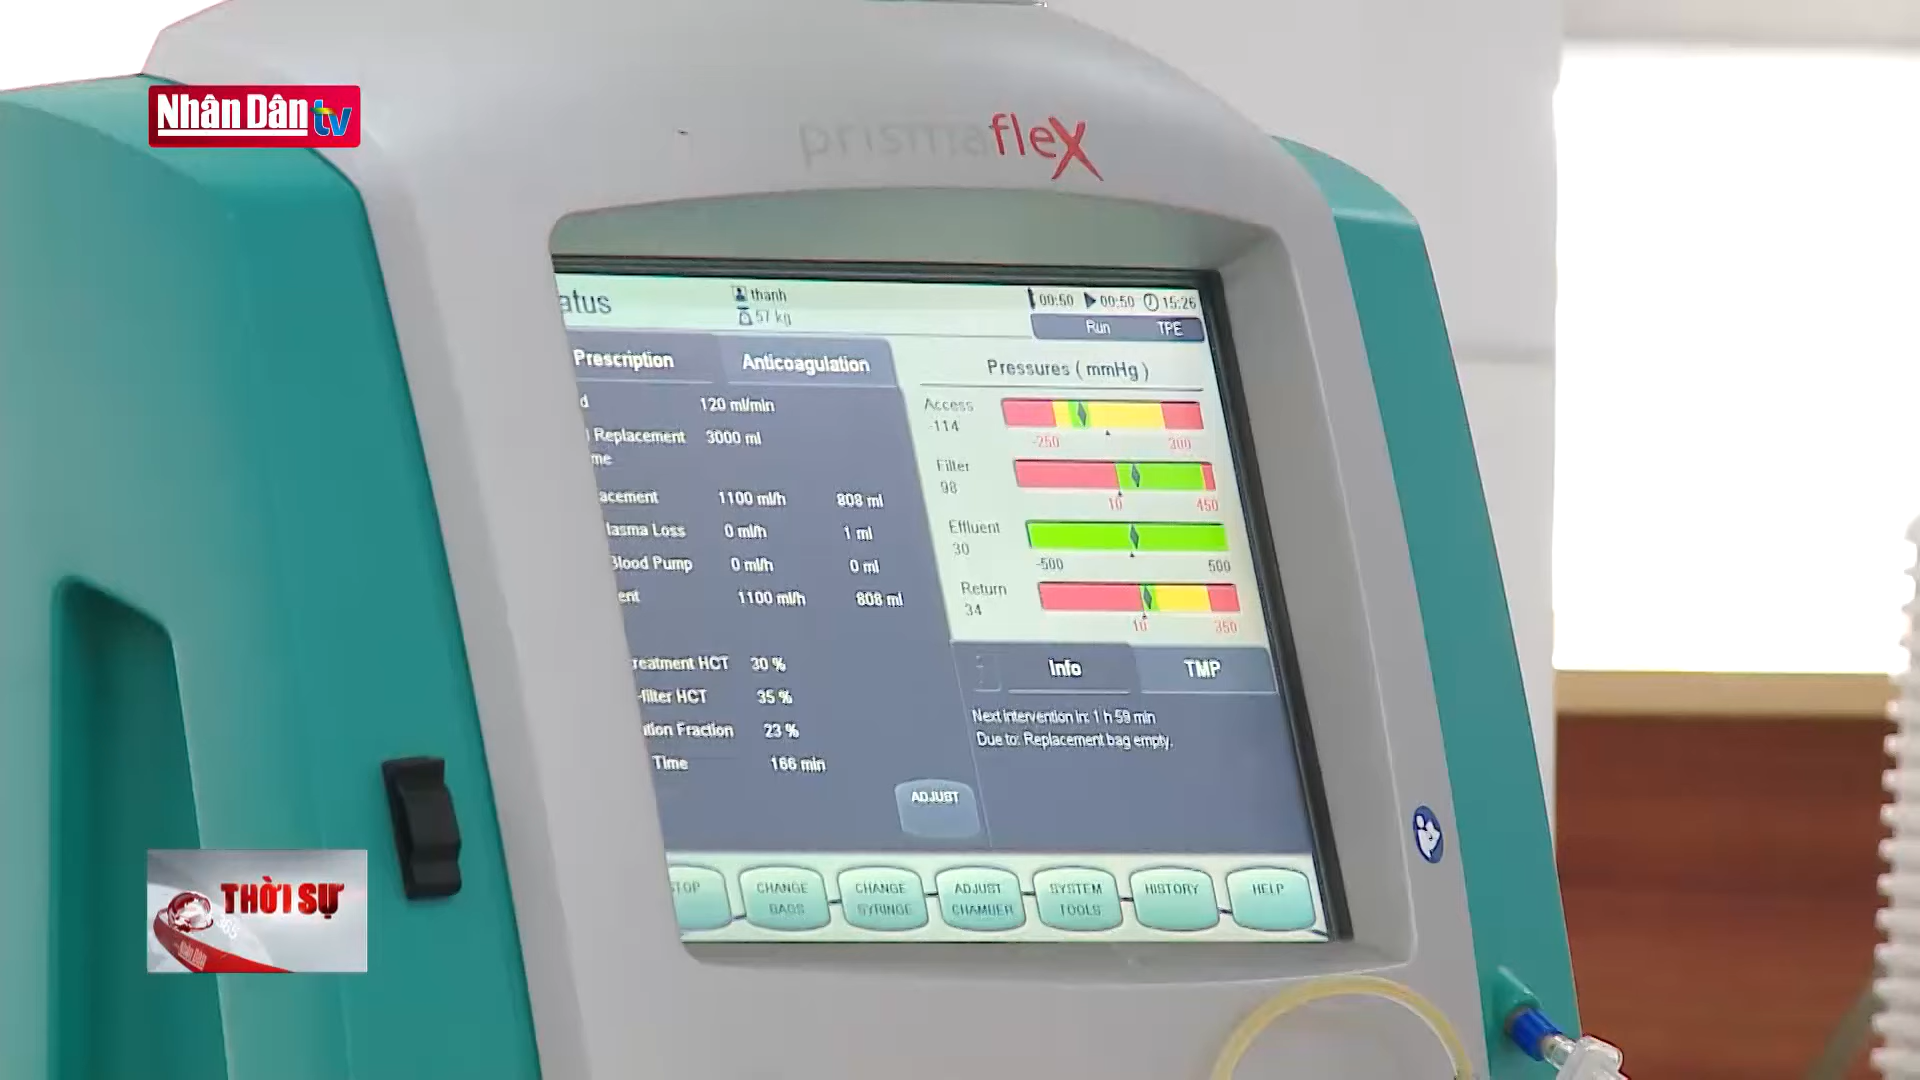 Nhân Dân tv
prismaflex
atus
thanh
57 kg
00:50 00:50 15:26
Run TPE
Prescription Anticoagulation
Pressures ( mmHg )
d 120 ml/min
Replacement 3000 ml
me
acement 1100 ml/h 808 ml
lasma Loss 0 ml/h 1 ml
Blood Pump 0 ml/h 0 ml
ent 1100 ml/h 808 ml
reatment HCT 30 %
-filter HCT 35 %
tion Fraction 23 %
Time 166 min
ADJUST
Access
-114
-250 300
Filter
98
10 450
Effluent
30
-500 500
Return
34
10 350
Info TMP
Next intervention in: 1 h 59 min
Due to: Replacement bag empty.
TOP
CHANGE BAGS
CHANGE SYRINGE
ADJUST CHAMBER
SYSTEM TOOLS
HISTORY
HELP
THỜI SỰ
365
NHÂN DÂN